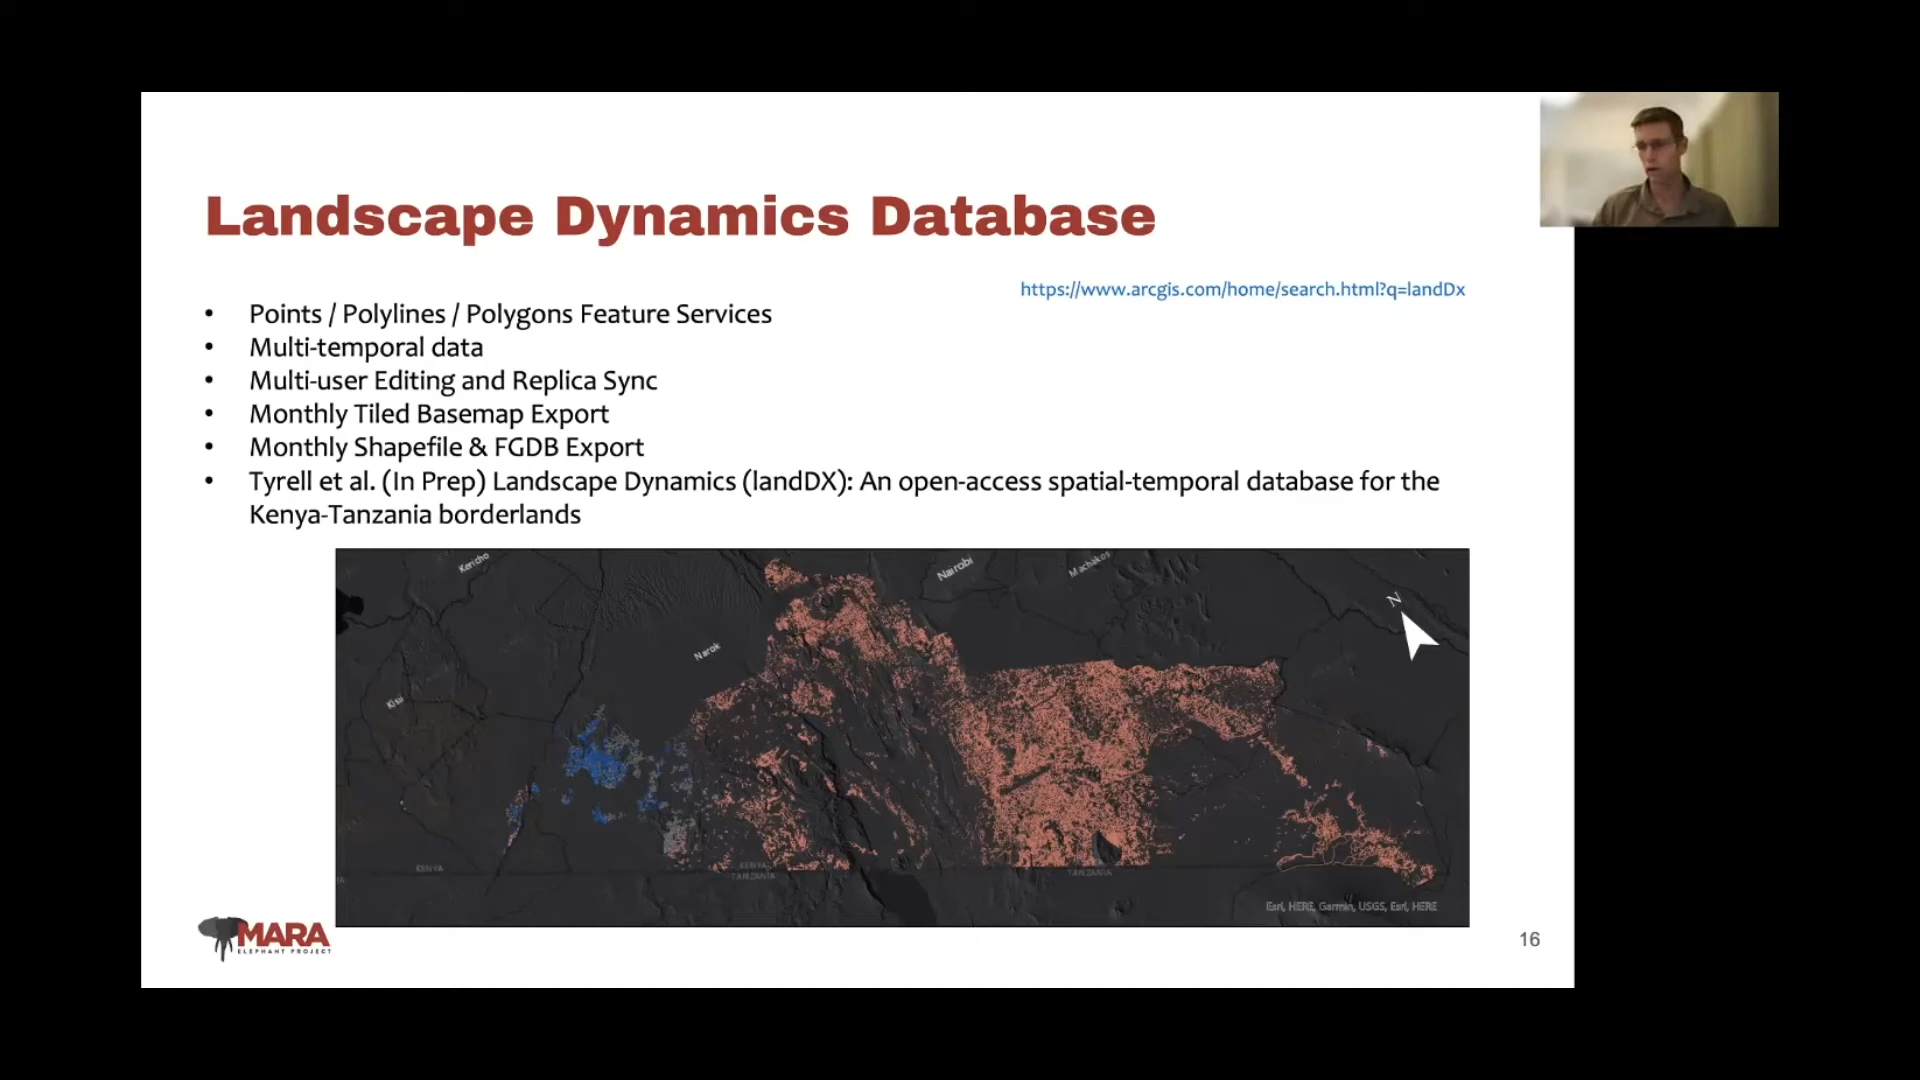 Landscape Dynamics Database
https://www.arcgis.com/home/search.html?q=landDx
• Points / Polylines / Polygons Feature Services
• Multi-temporal data
• Multi-user Editing and Replica Sync
• Monthly Tiled Basemap Export
• Monthly Shapefile & FGDB Export
• Tyrell et al. (In Prep) Landscape Dynamics (landDX): An open-access spatial-temporal database for the
Kenya-Tanzania borderlands
Kericho
Nairobi
Machakos
N
Narok
Kisii
KENYA
KENYA
TANZANIA
TANZANIA
Esri, HERE, Garmin, USGS, Esri, HERE
MARA
ELEPHANT PROJECT
16